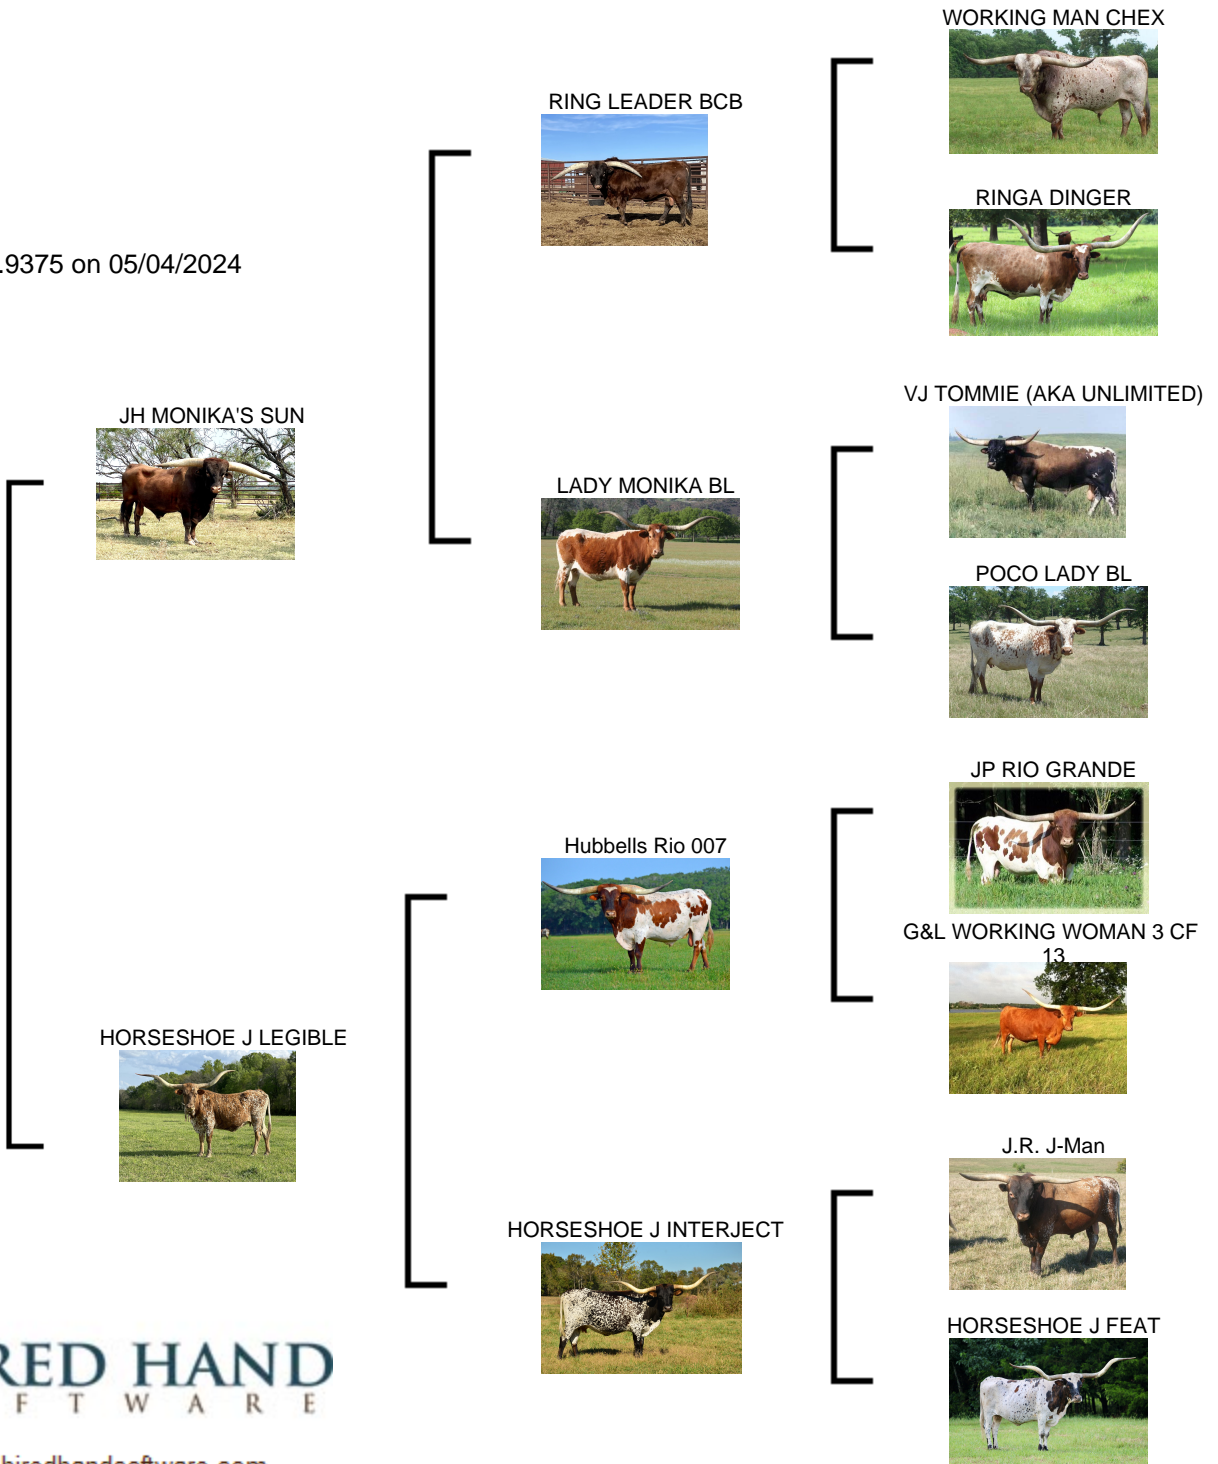 WORKING MAN CHEX
RING LEADER BCB
RINGA DINGER
.9375 on 05/04/2024
VJ TOMMIE (AKA UNLIMITED)
JH MONIKA'S SUN
LADY MONIKA BL
POCO LADY BL
JP RIO GRANDE
Hubbells Rio 007
G&L WORKING WOMAN 3 CF
13
HORSESHOE J LEGIBLE
J.R. J-Man
HORSESHOE J INTERJECT
HORSESHOE J FEAT
RED HAND
F T W A R E
hiredhandsoftware.com